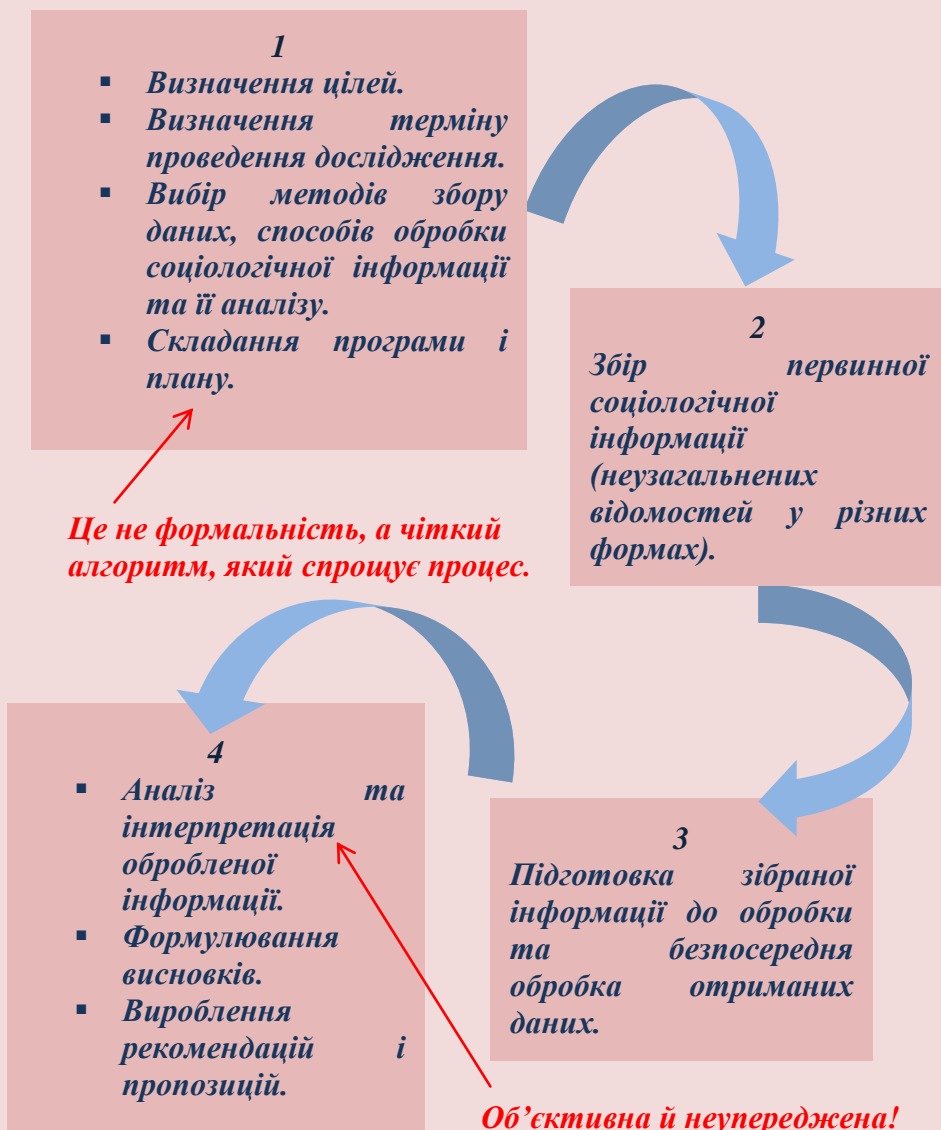 1
▪ Визначення цілей.
▪ Визначення терміну
проведення дослідження.
▪ Вибір методів збору
даних, способів обробки
соціологічної інформації
та її аналізу.
▪ Складання програми і
плану.
Це не формальність, а чіткий
алгоритм, який спрощує процес.
2
Збір первинної
соціологічної
інформації
(неузагальнених
відомостей у різних
формах).
3
Підготовка зібраної
інформації до обробки
та безпосередня
обробка отриманих
даних.
4
▪ Аналіз та
інтерпретація
обробленої
інформації.
▪ Формулювання
висновків.
▪ Вироблення
рекомендацій і
пропозицій.
Об’єктивна й неупереджена!